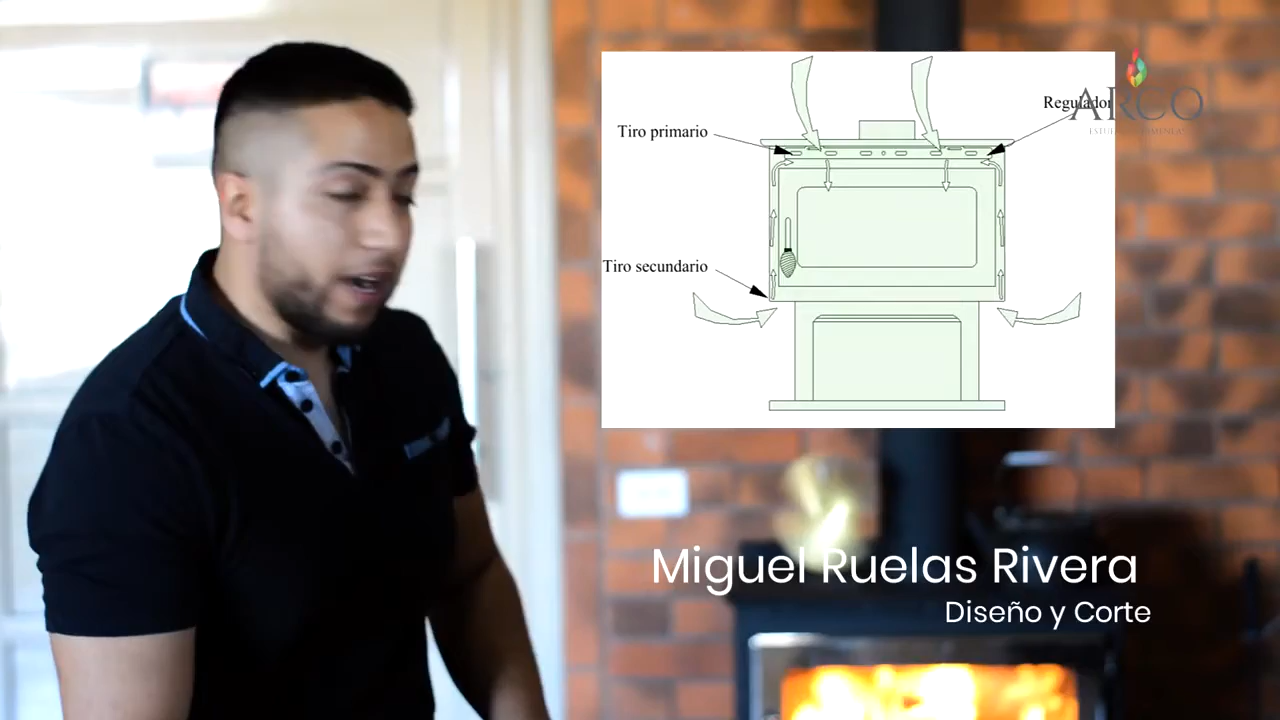 ARCO
Regulador
Tiro primario
Tiro secundario
Miguel Ruelas Rivera
Diseño y Corte